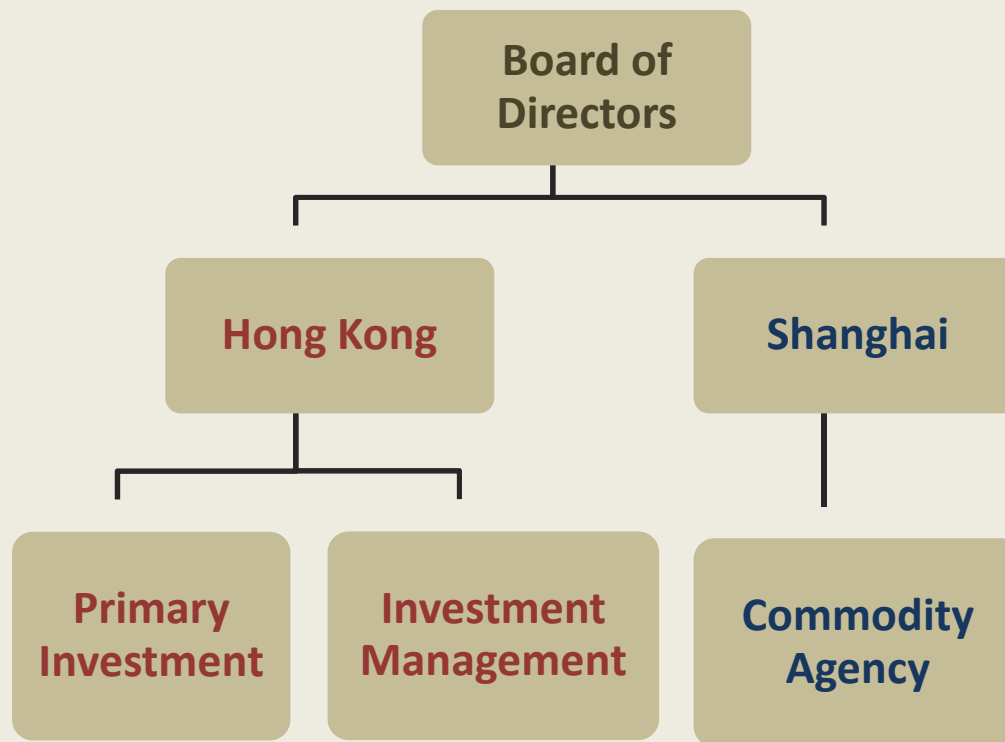 Board of
Directors
Hong Kong
Shanghai
Primary
Investment
Investment
Management
Commodity
Agency